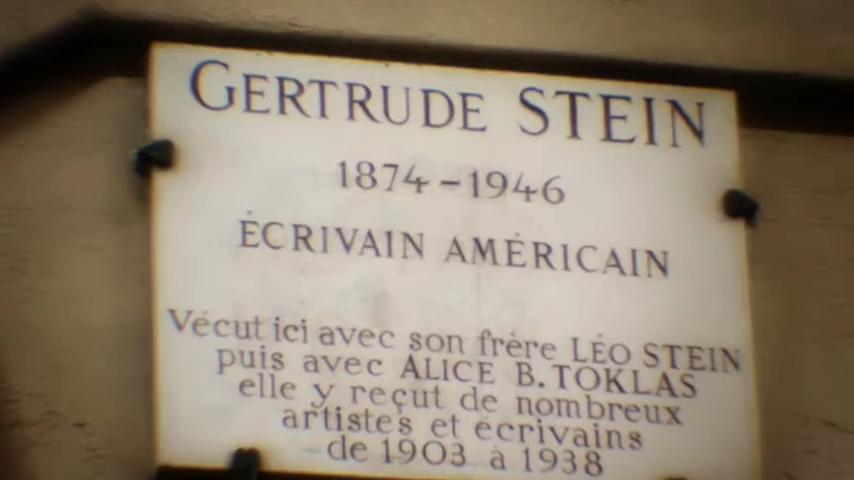 GERTRUDE STEIN
1874-1946
ÉCRIVAIN AMÉRICAIN
Vécut ici avec son frère LÉO STEIN
puis avec ALICE B. TOKLAS
elle y reçut de nombreux
artistes et écrivains
de 1903 à 1938